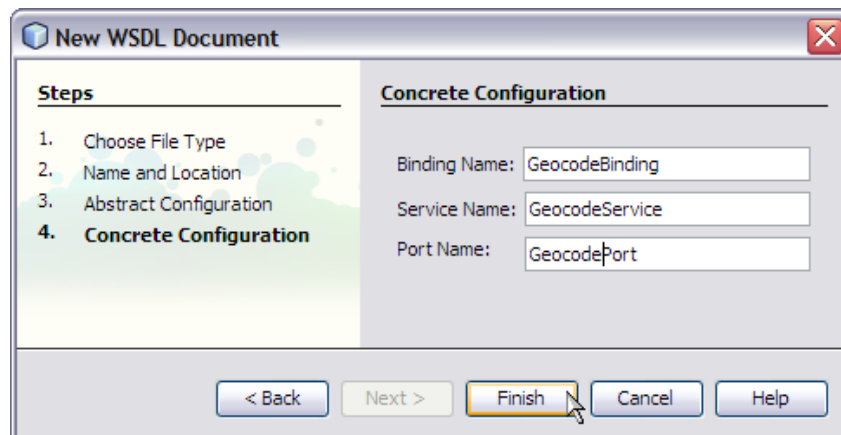 New WSDL Document
Steps
1. Choose File Type
2. Name and Location
3. Abstract Configuration
4. Concrete Configuration
Concrete Configuration
Binding Name: GeocodeBinding
Service Name: GeocodeService
Port Name: GeocodePort
< Back Next > Finish Cancel Help